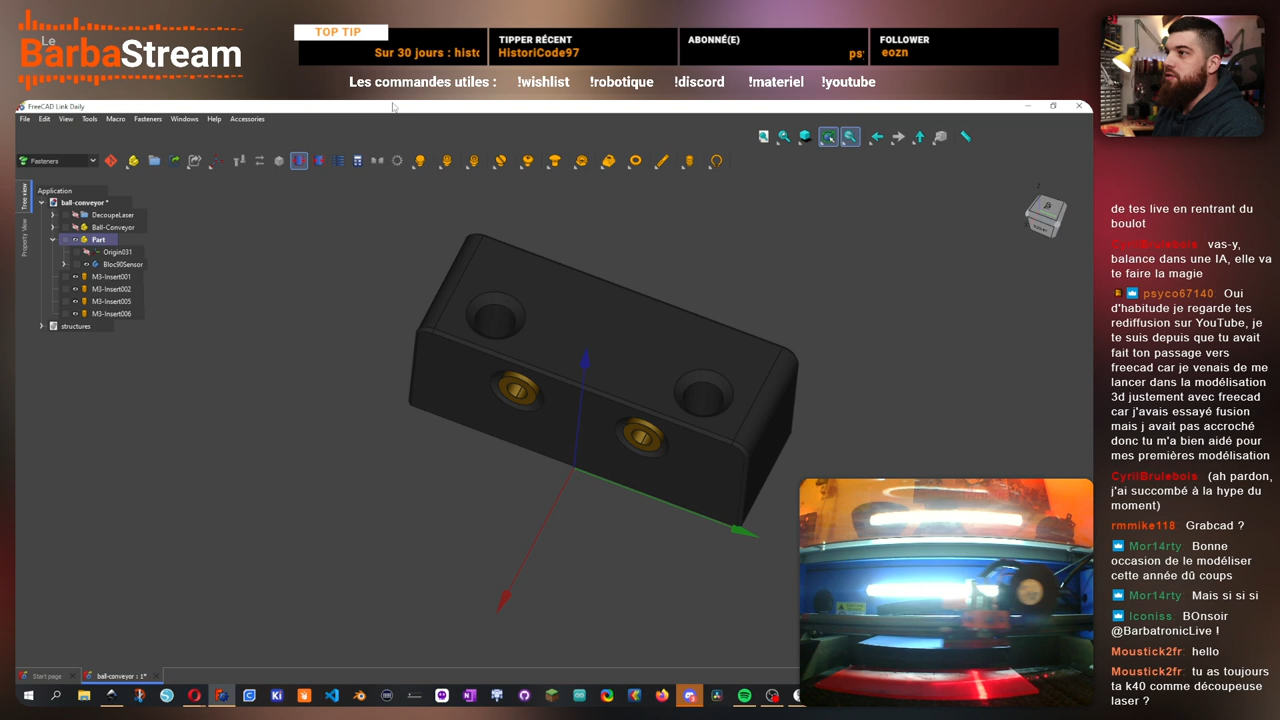 Le
BarbaStream
TOP TIP
Sur 30 jours : histo
TIPPER RÉCENT
HistoriCode97
ABONNÉ(E)
psy
FOLLOWER
eozn
Les commandes utiles : !wishlist !robotique !discord !materiel !youtube
FreeCAD Link Daily
File Edit View Tools Macro Fasteners Windows Help Accessories
Fasteners
Tree view
Property View
Application
ball-conveyor *
DecoupeLaser
Ball-Conveyor
Part
Origin031
Bloc90Sensor
M3-Insert001
M3-Insert002
M3-Insert005
M3-Insert006
structures
Start page
ball-conveyor : 1*
de tes live en rentrant du
boulot
CyrilBrulebois vas-y,
balance dans une IA, elle va
te faire la magie
psyco67140 Oui
d'habitude je regarde tes
rediffusion sur YouTube, je
te suis depuis que tu avait
fait ton passage vers
freecad car je venais de me
lancer dans la modélisation
3d justement avec freecad
car j'avais essayé fusion
mais j avait pas accroché
donc tu m'a bien aidé pour
mes premières modélisation
CyrilBrulebois (ah pardon,
j'ai succombé à la hype du
moment)
rmmike118 Grabcad ?
Mor14rty Bonne
occasion de le modéliser
cette année dû coups
Mor14rty Mais si si si
Iconiss BOnsoir
@BarbatronicLive !
Moustick2fr hello
Moustick2fr tu as toujours
ta k40 comme découpeuse
laser ?